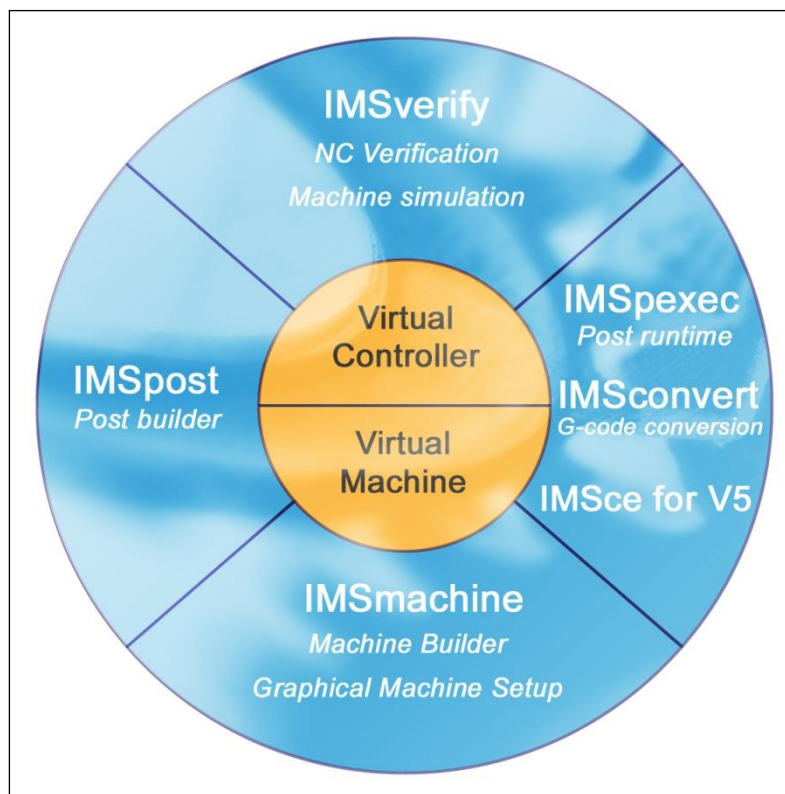 IMSverify
NC Verification
Machine simulation
IMSpexec
Post runtime
IMSconvert
G-code conversion
IMSce for V5
Virtual
Controller
Virtual
Machine
IMSpost
Post builder
IMSmachine
Machine Builder
Graphical Machine Setup